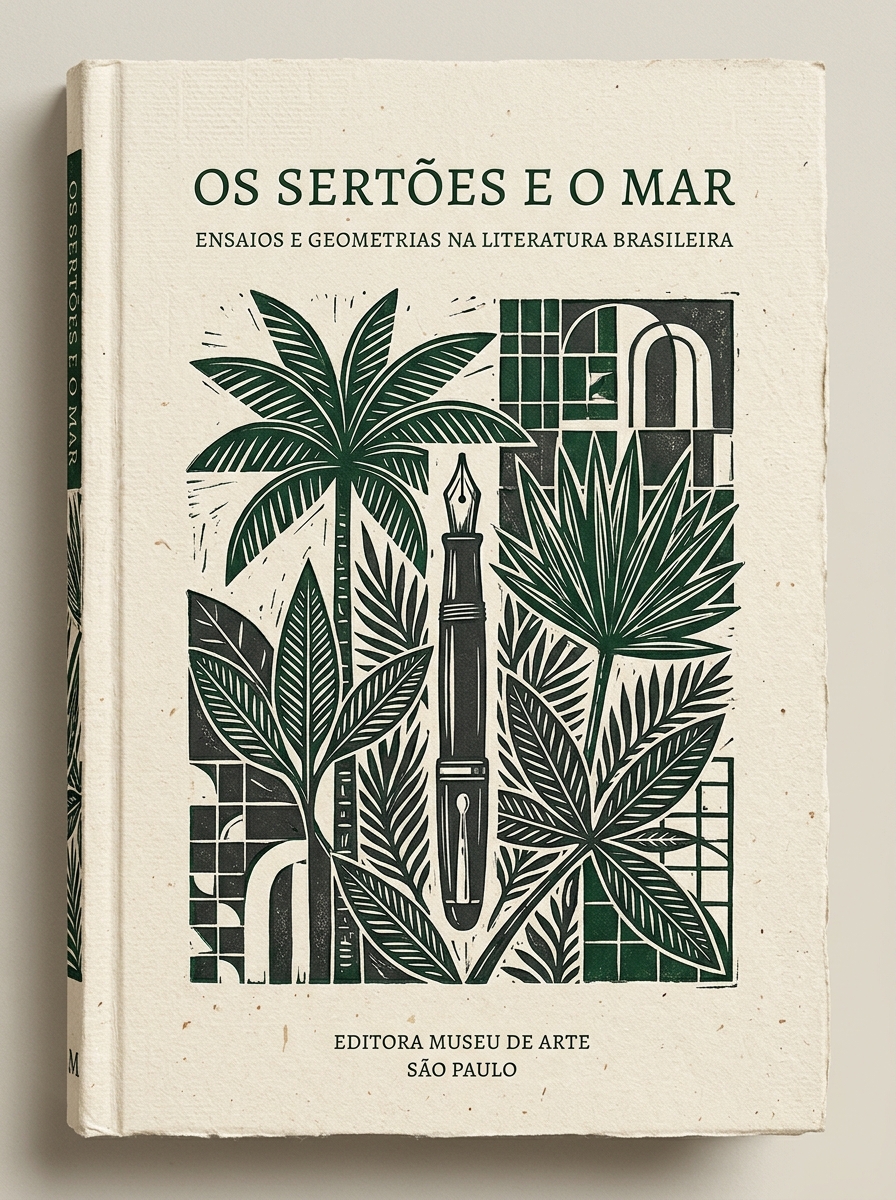 OS SERTÕES E O MAR
ENSAIOS E GEOMETRIAS NA LITERATURA BRASILEIRA
EDITORA MUSEU DE ARTE
SÃO PAULO
OS SERTÕES E O MAR
M